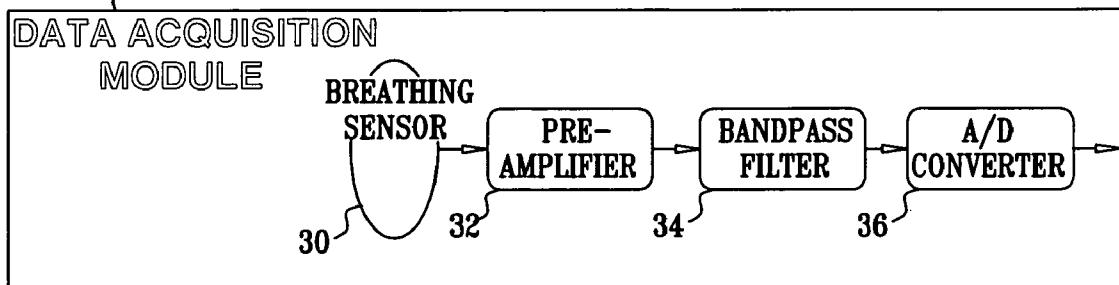 DATA ACQUISITION
MODULE
BREATHING
SENSOR
PRE-
AMPLIFIER
BANDPASS
FILTER
A/D
CONVERTER
30
32
34
36